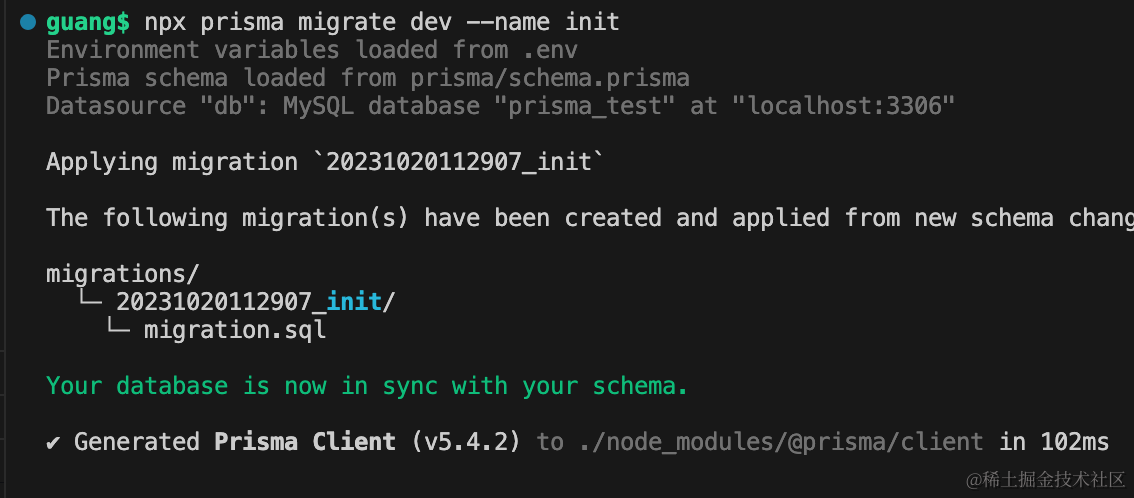 guang$ npx prisma migrate dev --name init
Environment variables loaded from .env
Prisma schema loaded from prisma/schema.prisma
Datasource "db": MySQL database "prisma_test" at "localhost:3306"
Applying migration `20231020112907_init`
The following migration(s) have been created and applied from new schema chang
migrations/
└─ 20231020112907_init/
└─ migration.sql
Your database is now in sync with your schema.
✔ Generated Prisma Client (v5.4.2) to ./node_modules/@prisma/client in 102ms
@稀土掘金技术社区